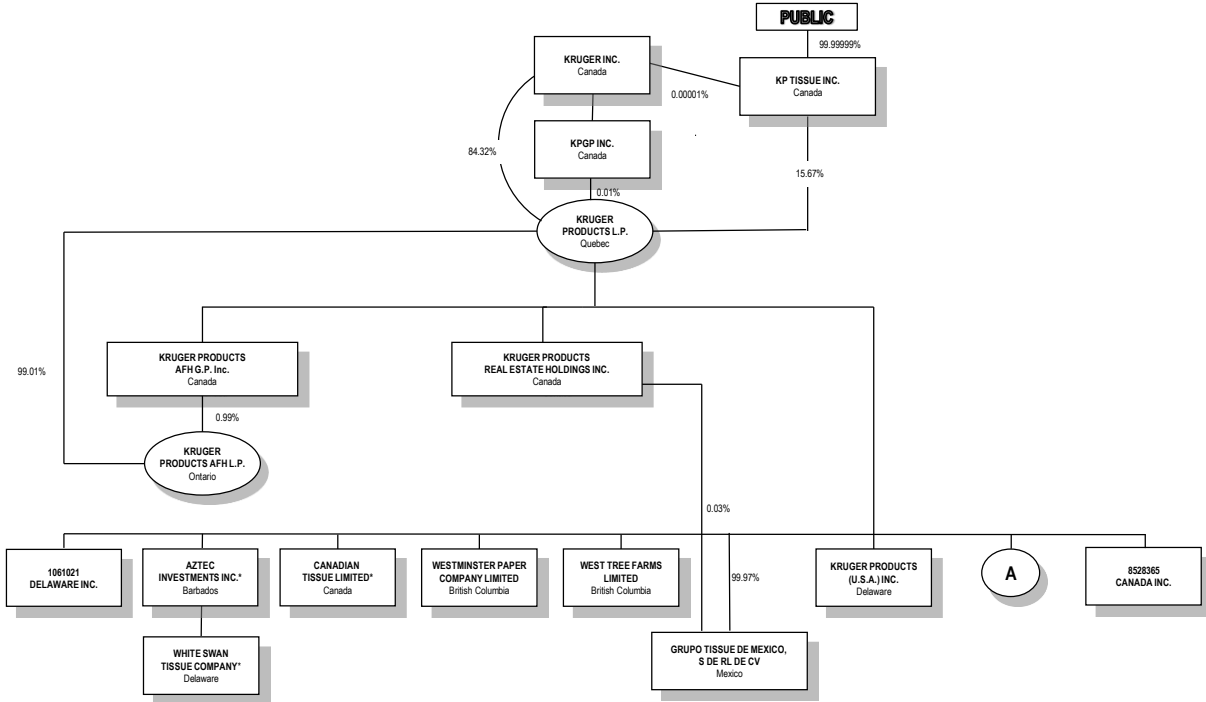 PUBLIC
99.99999%
KRUGER INC.
Canada
KP TISSUE INC.
Canada
0.00001%
84.32%
KPGP INC.
Canada
15.67%
0.01%
KRUGER
PRODUCTS L.P.
Quebec
99.01%
KRUGER PRODUCTS
AFH G.P. Inc.
Canada
KRUGER PRODUCTS
REAL ESTATE HOLDINGS INC.
Canada
0.99%
KRUGER
PRODUCTS AFH L.P.
Ontario
0.03%
1061021
DELAWARE INC.
AZTEC
INVESTMENTS INC.*
Barbados
CANADIAN
TISSUE LIMITED*
Canada
WESTMINSTER PAPER
COMPANY LIMITED
British Columbia
WEST TREE FARMS
LIMITED
British Columbia
99.97%
KRUGER PRODUCTS
(U.S.A.) INC.
Delaware
A
8528365
CANADA INC.
WHITE SWAN
TISSUE COMPANY*
Delaware
GRUPO TISSUE DE MEXICO,
S DE RL DE CV
Mexico